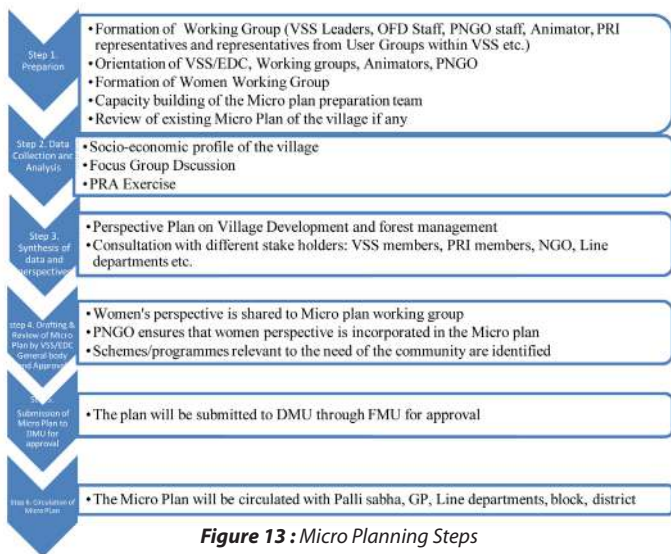 Step 1.
Preparion
•Formation of Working Group (VSS Leaders, OFD Staff, PNGO staff, Animator, PRI
representatives and representatives from User Groups within VSS etc.)
•Orientation of VSS/EDC, Working groups, Animators, PNGO
•Formation of Women Working Group
•Capacity building of the Micro plan preparation team
•Review of existing Micro Plan of the village if any
Step 2. Data
Collection and
Analysis
•Socio-economic profile of the village
•Focus Group Dscussion
•PRA Exercise
Step 3.
Synthesis of
data and
perspectives
•Perspective Plan on Village Development and forest management
•Consultation with different stake holders: VSS members, PRI members, NGO, Line
departments etc.
step 4. Drafting &
Review of Micro
Plan by VSS/EDC
General body
and Approval
•Women's perspective is shared to Micro plan working group
•PNGO ensures that women perspective is incorporated in the Micro plan
•Schemes/programmes relevant to the need of the community are identified
Submission of
Micro Plan to
DMU for
approval
•The plan will be submitted to DMU through FMU for approval
Step 6. Circulation of
Micro Plan
•The Micro Plan will be circulated with Palli sabha, GP, Line departments, block, district
Figure 13 : Micro Planning Steps